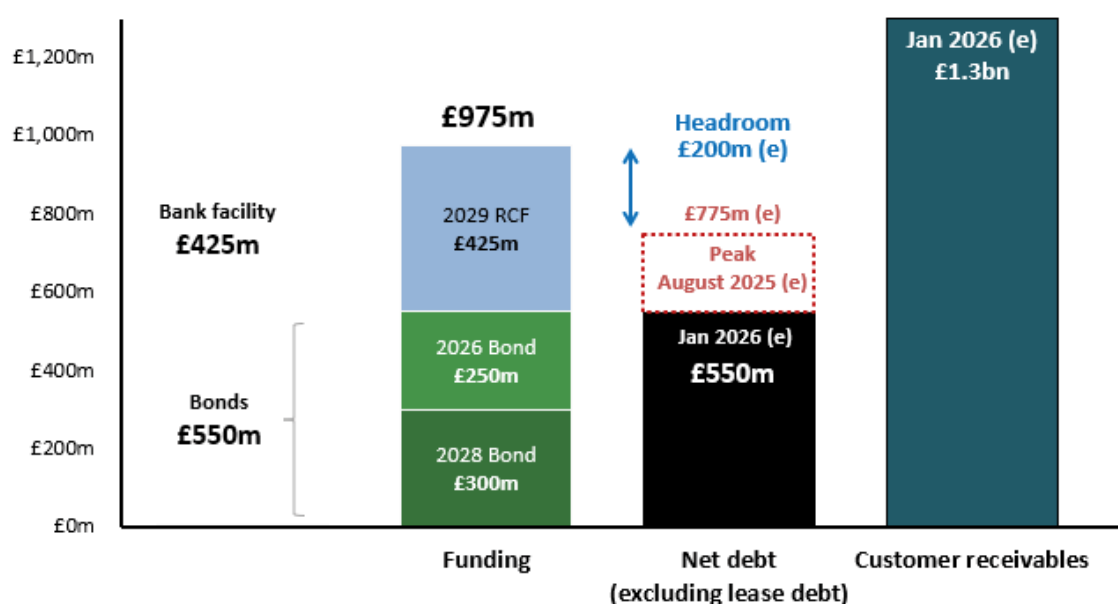 £1,200m
£1,000m
£800m
£600m
£400m
£200m
£0m
Bank facility
£425m
Bonds
£550m
£975m
2029 RCF
£425m
2026 Bond
£250m
2028 Bond
£300m
Headroom
£200m (e)
£775m (e)
Peak
August 2025 (e)
Jan 2026 (e)
£550m
Jan 2026 (e)
£1.3bn
Funding
Net debt
(excluding lease debt)
Customer receivables